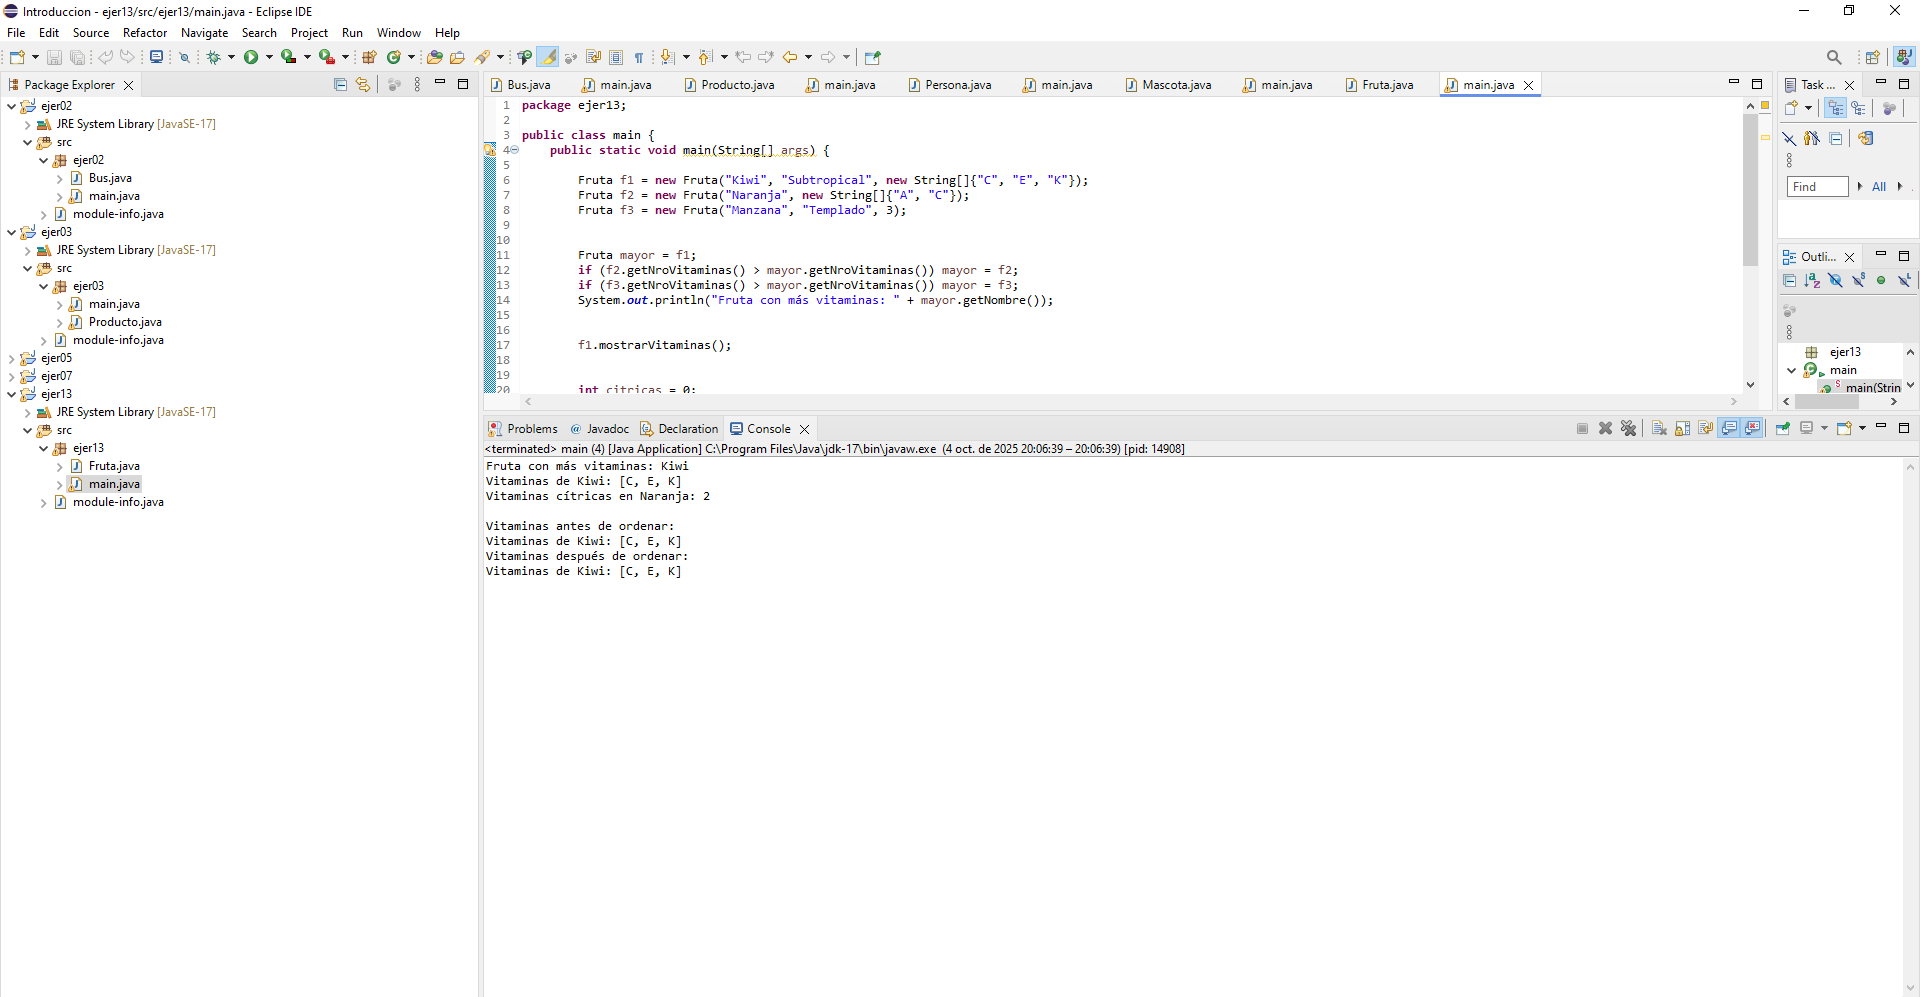 Introduccion - ejer13/src/ejer13/main.java - Eclipse IDE
File Edit Source Refactor Navigate Search Project Run Window Help
Package Explorer
ejer02
JRE System Library [JavaSE-17]
src
ejer02
Bus.java
main.java
module-info.java
ejer03
JRE System Library [JavaSE-17]
src
ejer03
main.java
Producto.java
module-info.java
ejer05
ejer07
ejer13
JRE System Library [JavaSE-17]
src
ejer13
Fruta.java
main.java
module-info.java
Bus.java main.java Producto.java main.java Persona.java main.java Mascota.java main.java Fruta.java main.java
1 package ejer13;
2
3 public class main {
4 public static void main(String[] args) {
5
6 Fruta f1 = new Fruta("Kiwi", "Subtropical", new String[]{"C", "E", "K"});
7 Fruta f2 = new Fruta("Naranja", new String[]{"A", "C"});
8 Fruta f3 = new Fruta("Manzana", "Templado", 3);
9
10
11 Fruta mayor = f1;
12 if (f2.getNroVitaminas() > mayor.getNroVitaminas()) mayor = f2;
13 if (f3.getNroVitaminas() > mayor.getNroVitaminas()) mayor = f3;
14 System.out.println("Fruta con más vitaminas: " + mayor.getNombre());
15
16
17 f1.mostrarVitaminas();
18
19
20 int citricas = 0;
Task ...
Find All
Outli...
ejer13
main
main(Strin
Problems Javadoc Declaration Console
<terminated> main (4) [Java Application] C:\Program Files\Java\jdk-17\bin\javaw.exe (4 oct. de 2025 20:06:39 – 20:06:39) [pid: 14908]
Fruta con más vitaminas: Kiwi
Vitaminas de Kiwi: [C, E, K]
Vitaminas cítricas en Naranja: 2
Vitaminas antes de ordenar:
Vitaminas de Kiwi: [C, E, K]
Vitaminas después de ordenar:
Vitaminas de Kiwi: [C, E, K]